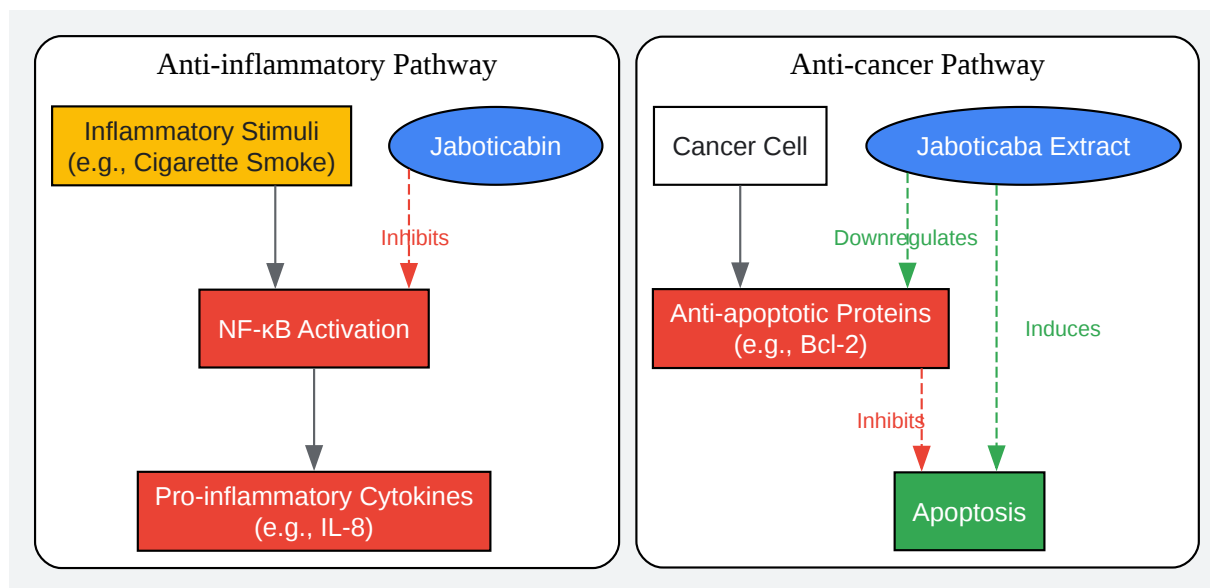 Anti-inflammatory Pathway
Inflammatory Stimuli
(e.g., Cigarette Smoke)
Jaboticabin
Inhibits
NF-κB Activation
Pro-inflammatory Cytokines
(e.g., IL-8)
Anti-cancer Pathway
Cancer Cell
Jaboticaba Extract
Downregulates
Anti-apoptotic Proteins
(e.g., Bcl-2)
Induces
Inhibits
Apoptosis